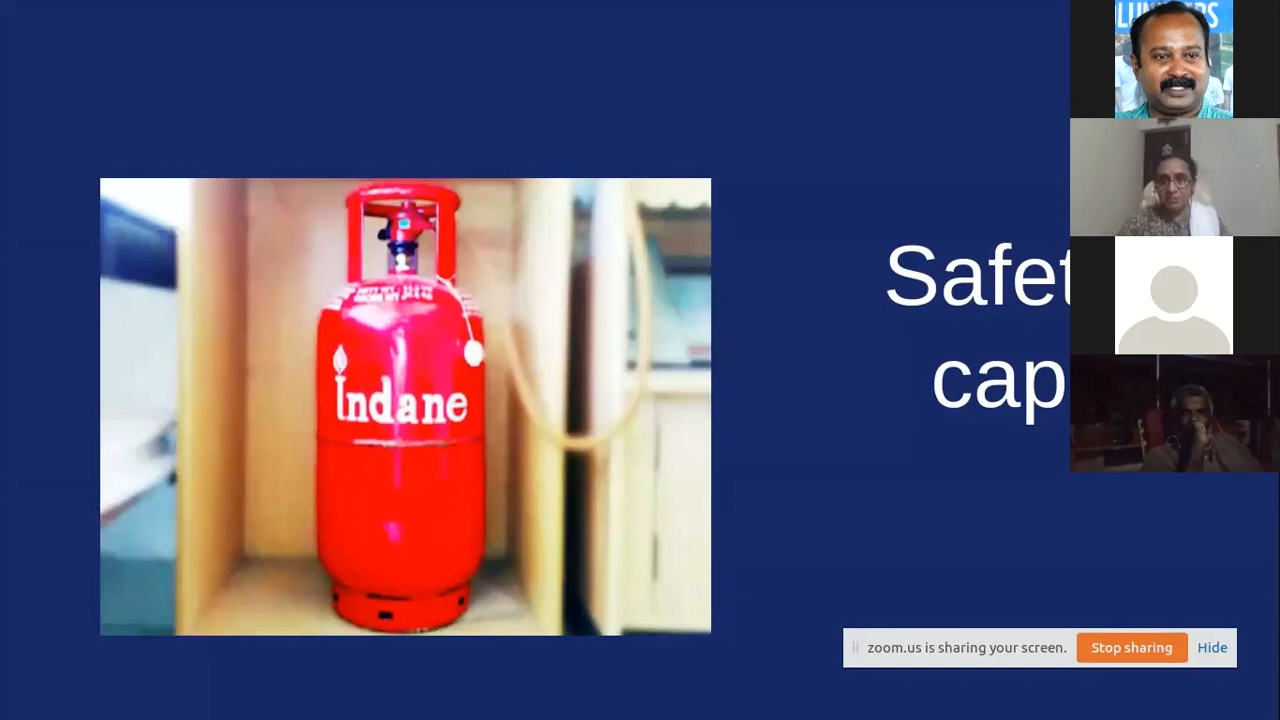 Indane
Safet
cap
zoom.us is sharing your screen.
Stop sharing
Hide